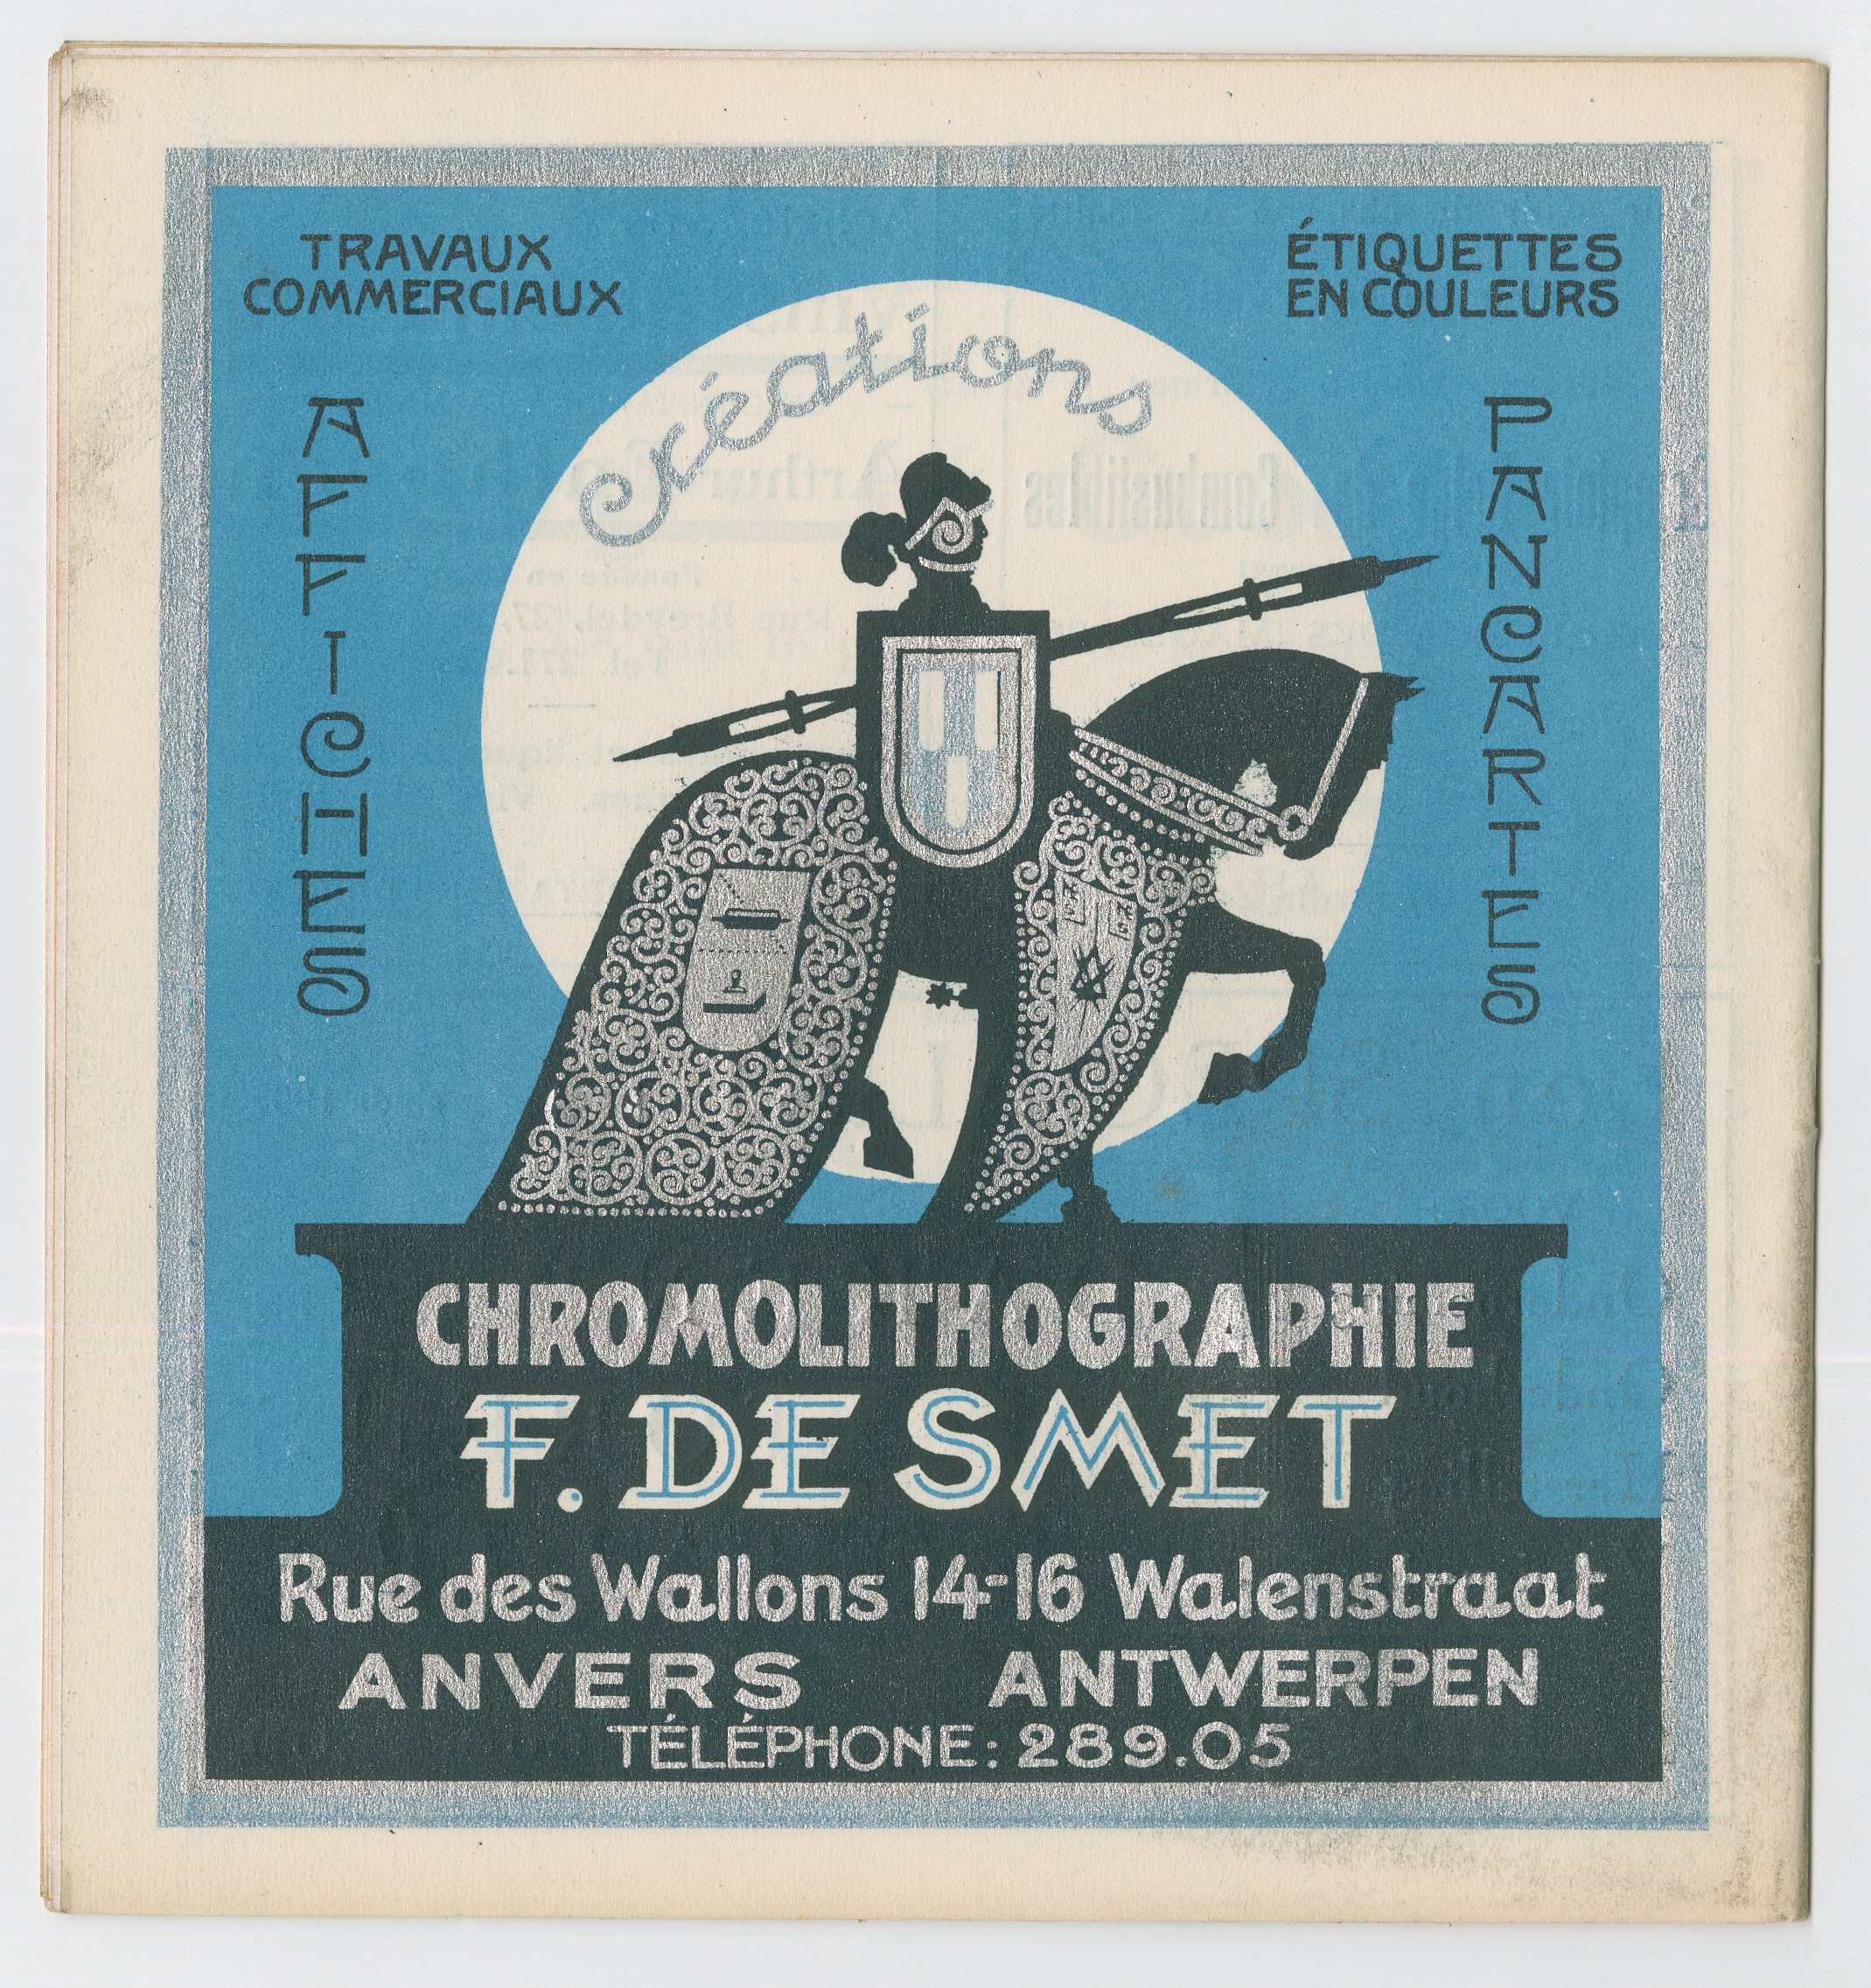 TRAVAUX
COMMERCIAUX
ÉTIQUETTES
EN COULEURS
Créations
AFFICHES
PANCARTES
CHROMOLITHOGRAPHIE
F. DE SMET
Rue des Wallons 14-16 Walenstraat
ANVERS ANTWERPEN
TÉLÉPHONE: 289.05